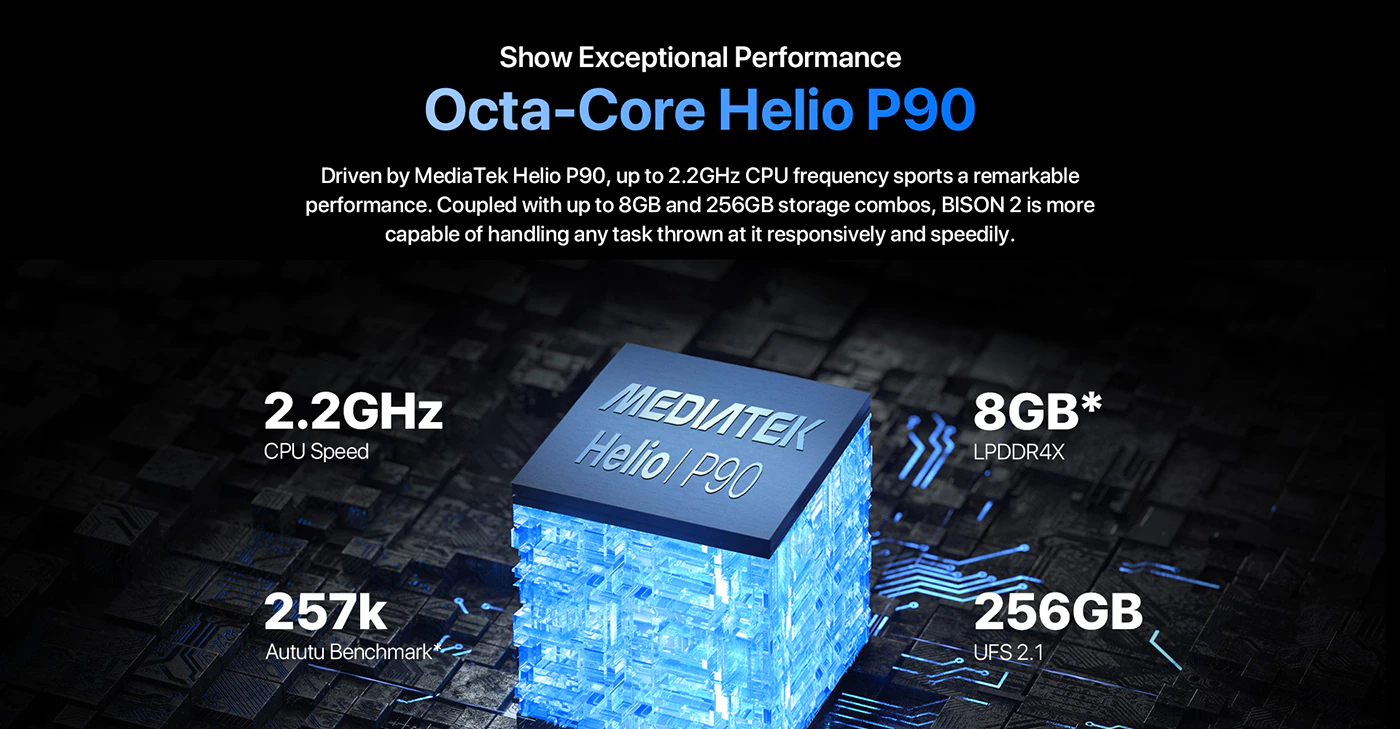 Show Exceptional Performance
Octa-Core Helio P90
Driven by MediaTek Helio P90, up to 2.2GHz CPU frequency sports a remarkable
performance. Coupled with up to 8GB and 256GB storage combos, BISON 2 is more
capable of handling any task thrown at it responsively and speedily.
2.2GHz
CPU Speed
MEDIATEK
Helio | P90
8GB*
LPDDR4X
257k
Aututu Benchmark*
256GB
UFS 2.1